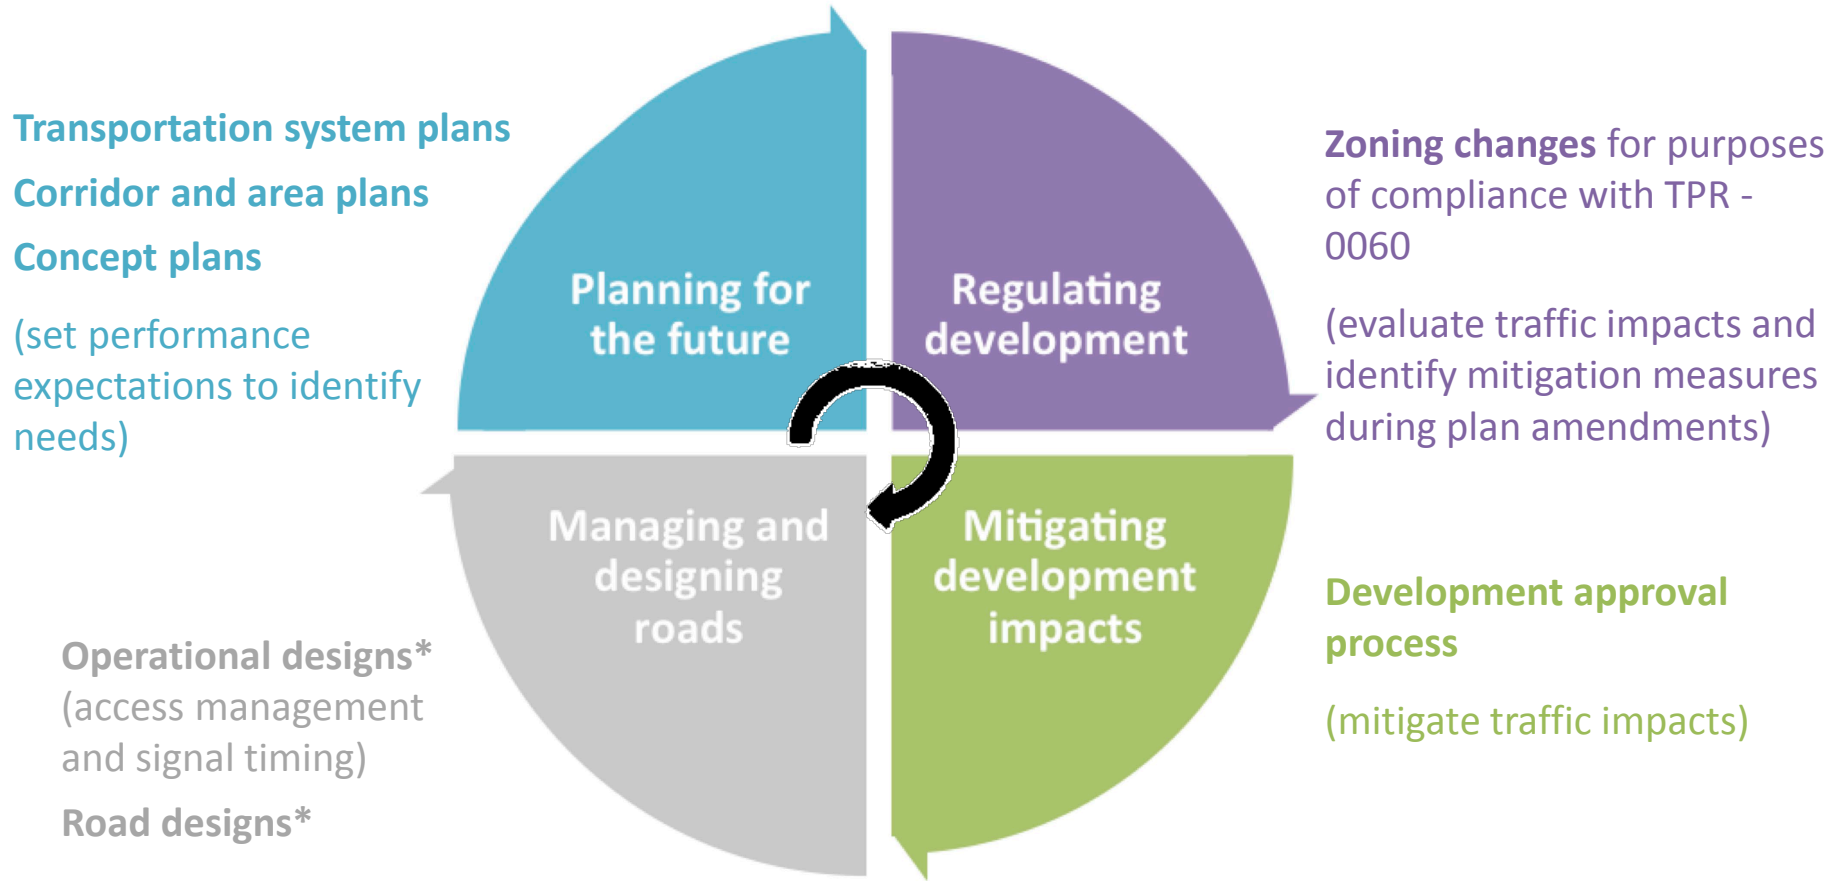 Transportation system plans
Corridor and area plans
Concept plans
(set performance
expectations to identify
needs)
Planning for
the future
Regulating
development
Zoning changes for purposes
of compliance with TPR -
0060
(evaluate traffic impacts and
identify mitigation measures
during plan amendments)
Managing and
designing
roads
Mitigating
development
impacts
Operational designs*
(access management
and signal timing)
Road designs*
Development approval
process
(mitigate traffic impacts)